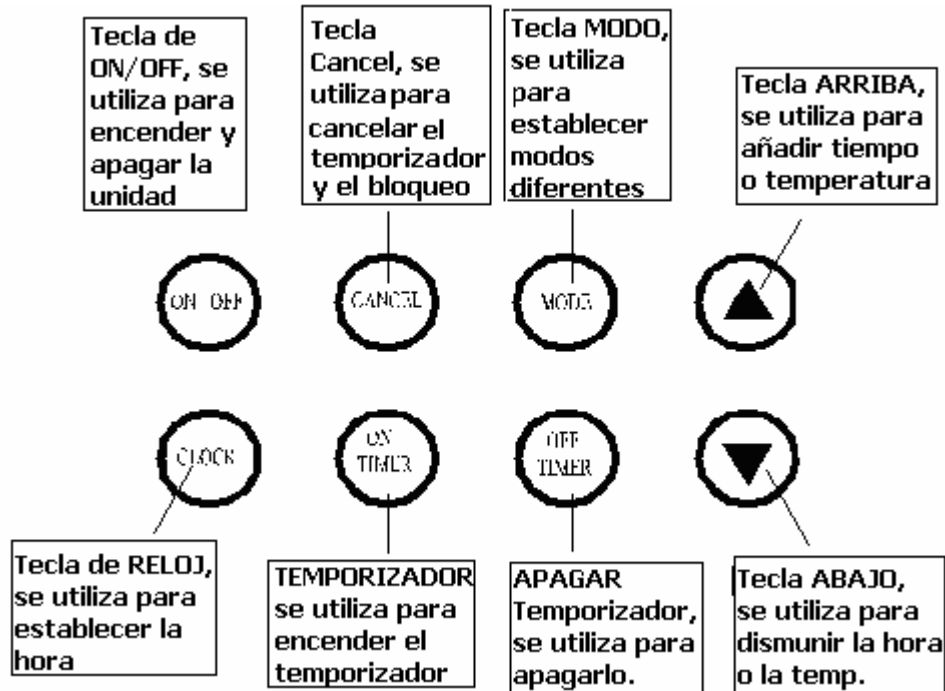 Tecla de
ON/OFF, se
utiliza para
encender y
apagar la
unidad
Tecla
Cancel, se
utiliza para
cancelar el
temporizador
y el bloqueo
Tecla MODO,
se utiliza
para
establecer
modos
diferentes
Tecla ARRIBA,
se utiliza para
añadir tiempo
o temperatura
ON OFF
CANCEL
MODE
CLOCK
ON
TIMER
OFF
TIMER
Tecla de RELOJ,
se utiliza para
establecer la
hora
TEMPORIZADOR
se utiliza para
encender el
temporizador
APAGAR
Temporizador,
se utiliza para
apagarlo.
Tecla ABAJO,
se utiliza para
dismunir la hora
o la temp.